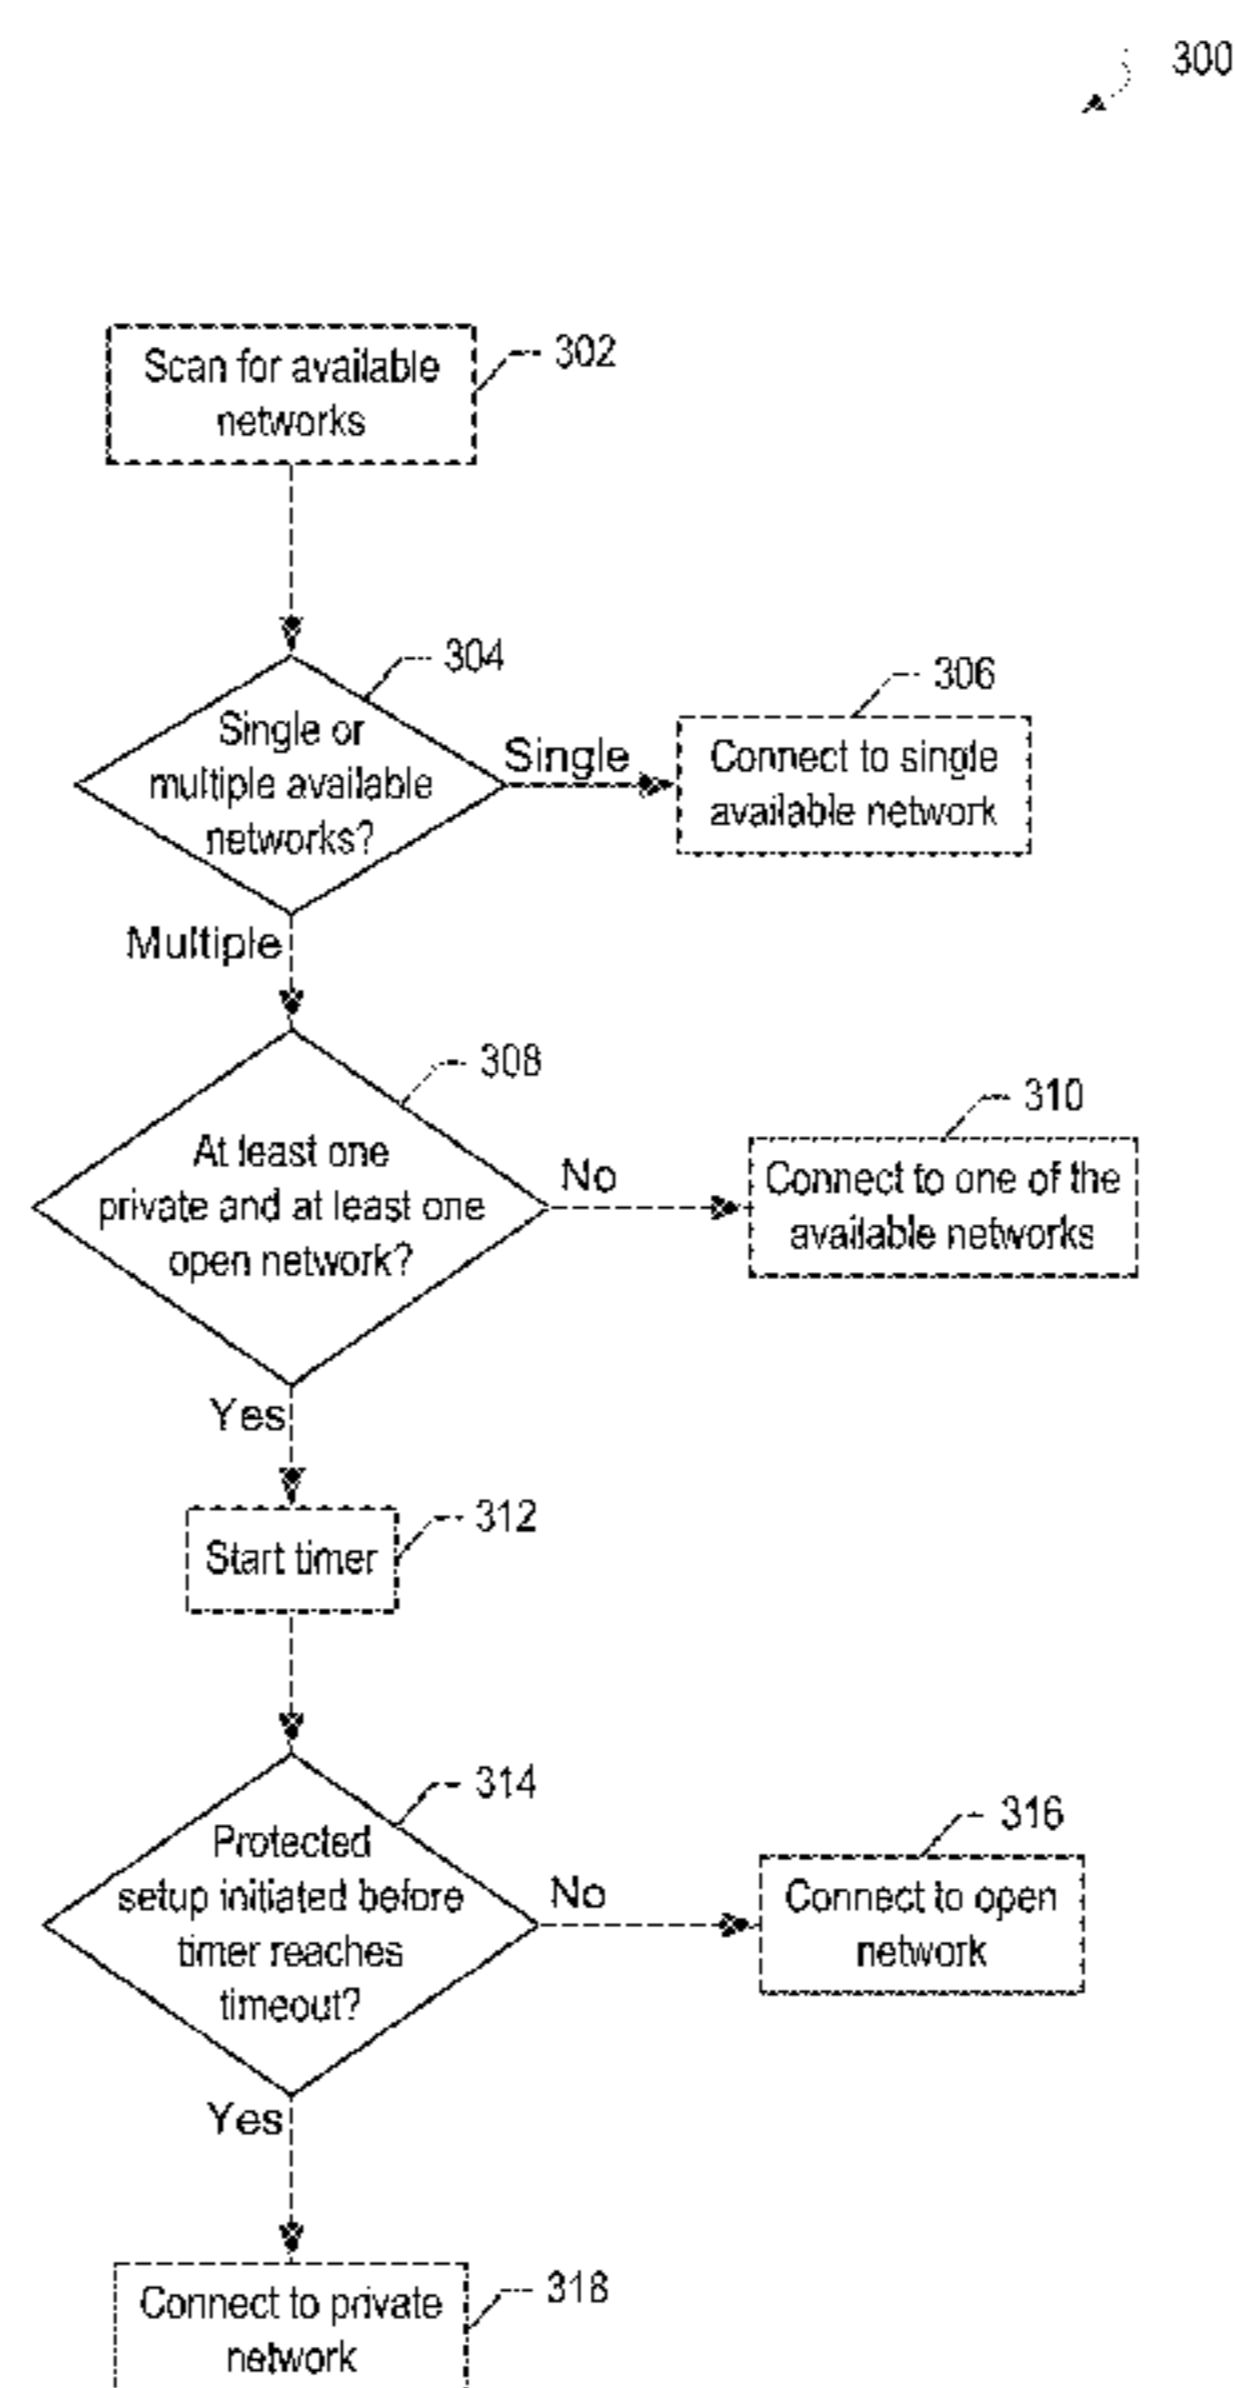 300
Scan for available
networks
302
304
Single or
multiple available
networks?
Single
306
Connect to single
available network
Multiple
308
At least one
private and at least one
open network?
No
310
Connect to one of the
available networks
Yes
312
Start timer
314
Protected
setup initiated before
timer reaches
timeout?
No
316
Connect to open
network
Yes
318
Connect to private
network